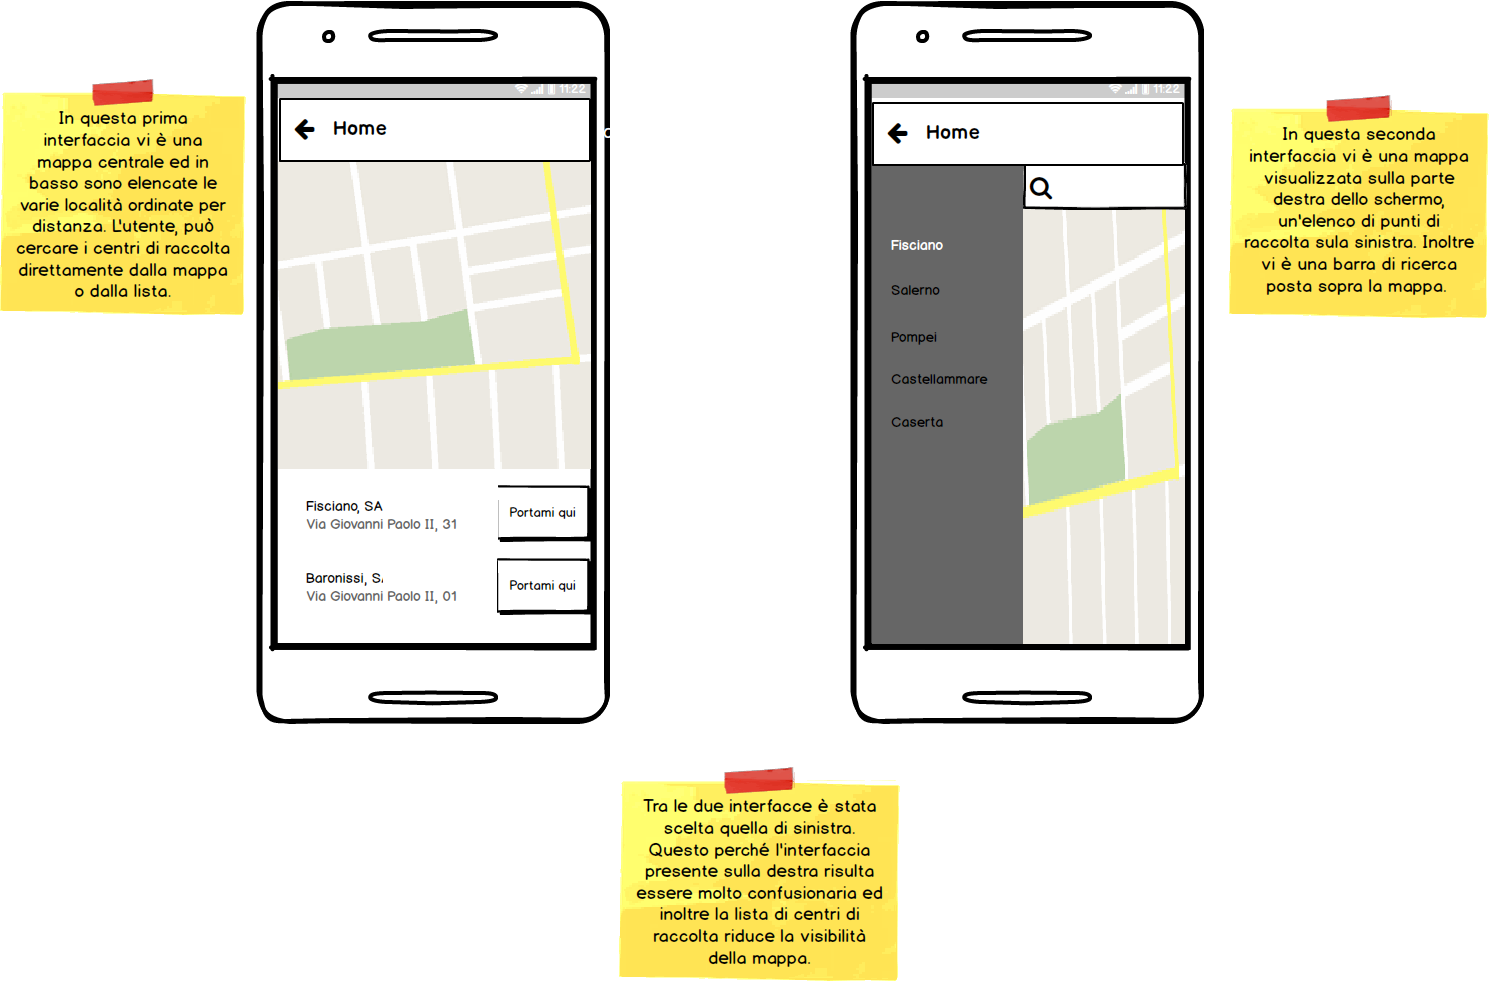 In questa prima
interfaccia vi è una
mappa centrale ed in
basso sono elencate le
varie località ordinate per
distanza. L'utente, può
cercare i centri di raccolta
direttamente dalla mappa
o dalla lista.
11:22
Home
Fisciano, SA
Via Giovanni Paolo II, 31
Portami qui
Baronissi, S
Via Giovanni Paolo II, 01
Portami qui
11:22
Home
Fisciano
Salerno
Pompei
Castellammare
Caserta
In questa seconda
interfaccia vi è una mappa
visualizzata sulla parte
destra dello schermo,
un'elenco di punti di
raccolta sula sinistra. Inoltre
vi è una barra di ricerca
posta sopra la mappa.
Tra le due interfacce è stata
scelta quella di sinistra.
Questo perché l'interfaccia
presente sulla destra risulta
essere molto confusionaria ed
inoltre la lista di centri di
raccolta riduce la visibilità
della mappa.